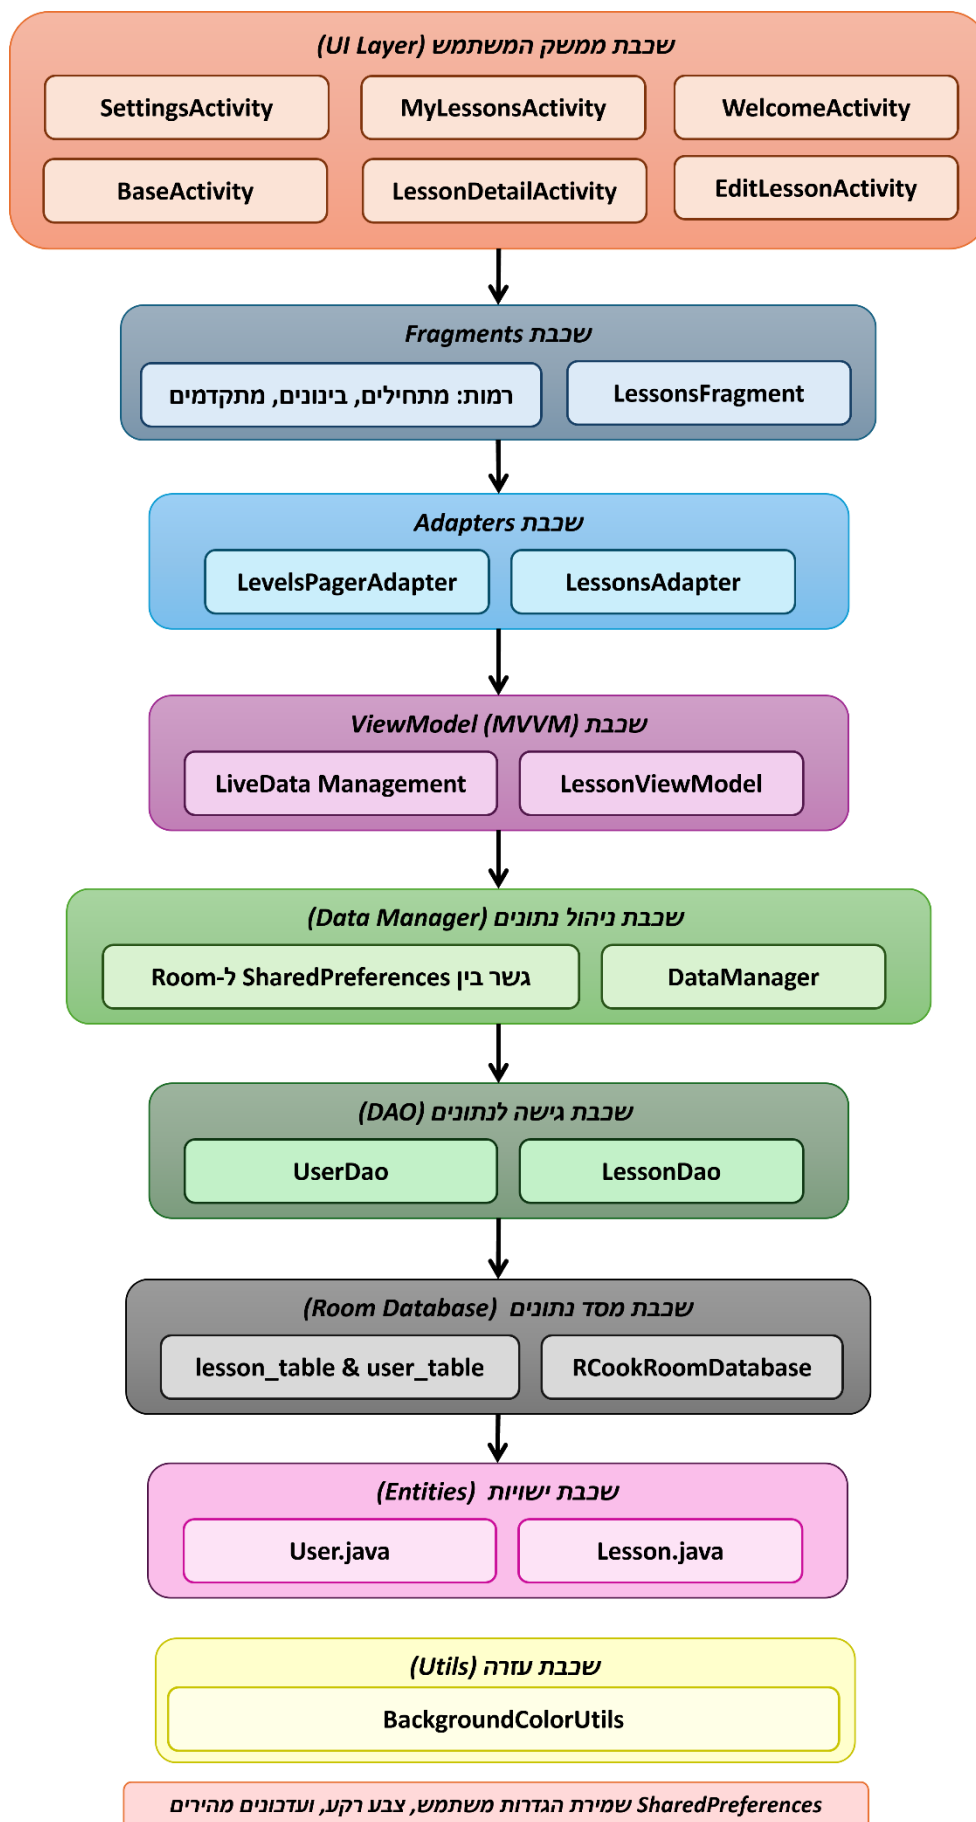 שכבת ממשק המשתמש (UI Layer)
WelcomeActivity
MyLessonsActivity
SettingsActivity
EditLessonActivity
LessonDetailActivity
BaseActivity
שכבת Fragments
LessonsFragment
רמות: מתחילים, בינונים, מתקדמים
שכבת Adapters
LessonsAdapter
LevelsPagerAdapter
שכבת ViewModel (MVVM)
LessonViewModel
LiveData Management
שכבת ניהול נתונים (Data Manager)
DataManager
גשר בין SharedPreferences ל-Room
שכבת גישה לנתונים (DAO)
LessonDao
UserDao
שכבת מסד נתונים (Room Database)
RCookRoomDatabase
lesson_table & user_table
שכבת ישויות (Entities)
Lesson.java
User.java
שכבת עזרה (Utils)
BackgroundColorUtils
SharedPreferences שמירת הגדרות משתמש, צבע רקע, ועדכונים מהירים